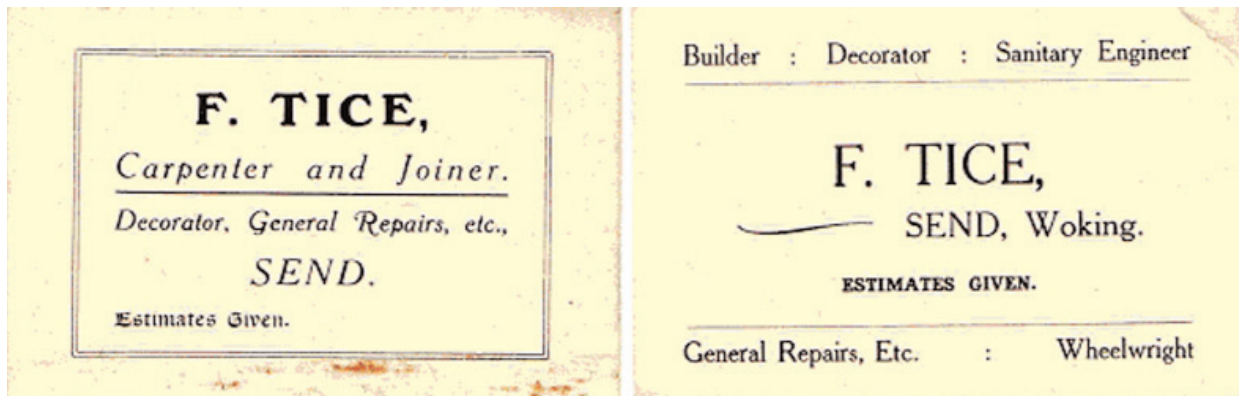 F. TICE,
Carpenter and Joiner.
Decorator, General Repairs, etc.,
SEND.
Estimates Given.
Builder : Decorator : Sanitary Engineer
F. TICE,
SEND, Woking.
ESTIMATES GIVEN.
General Repairs, Etc. : Wheelwright